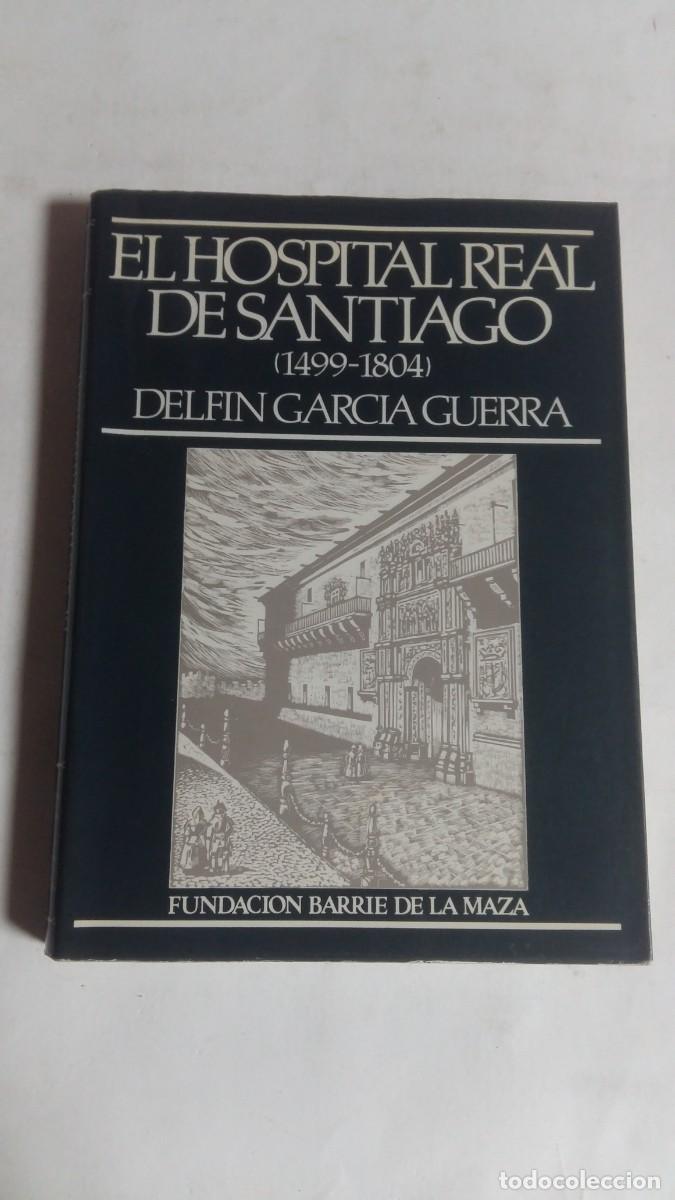 EL HOSPITAL REAL
DE SANTIAGO
(1499-1804)
DELFIN GARCIA GUERRA
FUNDACION BARRIE DE LA MAZA
todocoleccion